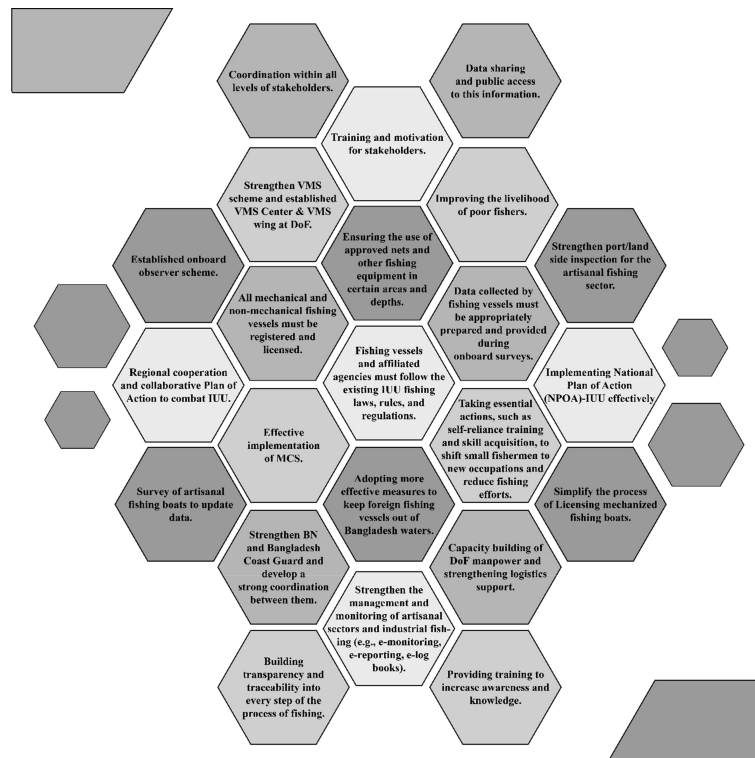 Coordination within all
levels of stakeholders.
Data sharing
and public access
to this information.
Training and motivation
for stakeholders.
Strengthen VMS
scheme and established
VMS Center & VMS
wing at DoF.
Improving the livelihood
of poor fishers.
Established onboard
observer scheme.
Ensuring the use of
approved nets and
other fishing
equipment in
certain areas and
depths.
Strengthen port/land
side inspection for the
artisanal fishing
sector.
All mechanical and
non-mechanical fishing
vessels must be
registered and
licensed.
Data collected by
fishing vessels must
be appropriately
prepared and provided
during
onboard surveys.
Regional cooperation
and collaborative Plan of
Action to combat IUU.
Fishing vessels
and affiliated
agencies must follow the
existing IUU fishing
laws, rules, and
regulations.
Implementing National
Plan of Action
(NPOA)-IUU effectively
Effective
implementation
of MCS.
Taking essential
actions, such as
self-reliance training
and skill acquisition, to
shift small fishermen to
new occupations and
reduce fishing
efforts.
Survey of artisanal
fishing boats to update
data.
Adopting more
effective measures to
keep foreign fishing
vessels out of
Bangladesh waters.
Simplify the process
of Licensing mechanized
fishing boats.
Strengthen BN
and Bangladesh
Coast Guard and
develop a
strong coordination
between them.
Capacity building of
DoF manpower and
strengthening logistics
support.
Strengthen the
management and
monitoring of artisanal
sectors and industrial fish-
ing (e.g., e-monitoring,
e-reporting, e-log
books).
Building
transparency and
traceability into
every step of the
process of fishing.
Providing training to
increase awareness and
knowledge.